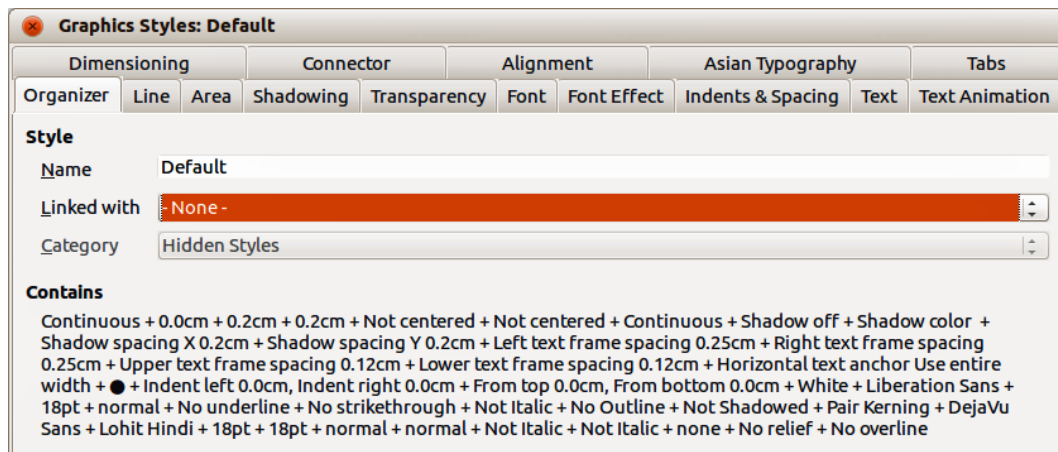 Graphics Styles: Default
Dimensioning Connector Alignment Asian Typography Tabs
Organizer Line Area Shadowing Transparency Font Font Effect Indents & Spacing Text Text Animation
Style
Name Default
Linked with - None -
Category Hidden Styles
Contains
Continuous + 0.0cm + 0.2cm + 0.2cm + Not centered + Not centered + Continuous + Shadow off + Shadow color +
Shadow spacing X 0.2cm + Shadow spacing Y 0.2cm + Left text frame spacing 0.25cm + Right text frame spacing
0.25cm + Upper text frame spacing 0.12cm + Lower text frame spacing 0.12cm + Horizontal text anchor Use entire
width + ● + Indent left 0.0cm, Indent right 0.0cm + From top 0.0cm, From bottom 0.0cm + White + Liberation Sans +
18pt + normal + No underline + No strikethrough + Not Italic + No Outline + Not Shadowed + Pair Kerning + DejaVu
Sans + Lohit Hindi + 18pt + 18pt + normal + normal + Not Italic + Not Italic + none + No relief + No overline